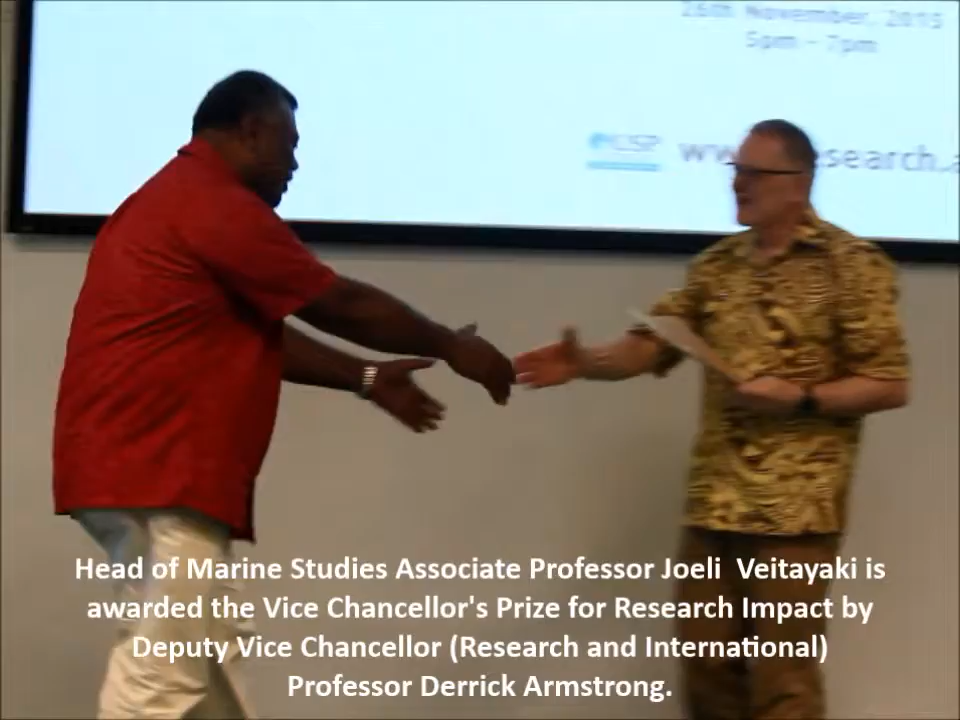 26th November, 2015
5pm - 7pm
USP
Head of Marine Studies Associate Professor Joeli Veitayaki is
awarded the Vice Chancellor's Prize for Research Impact by
Deputy Vice Chancellor (Research and International)
Professor Derrick Armstrong.